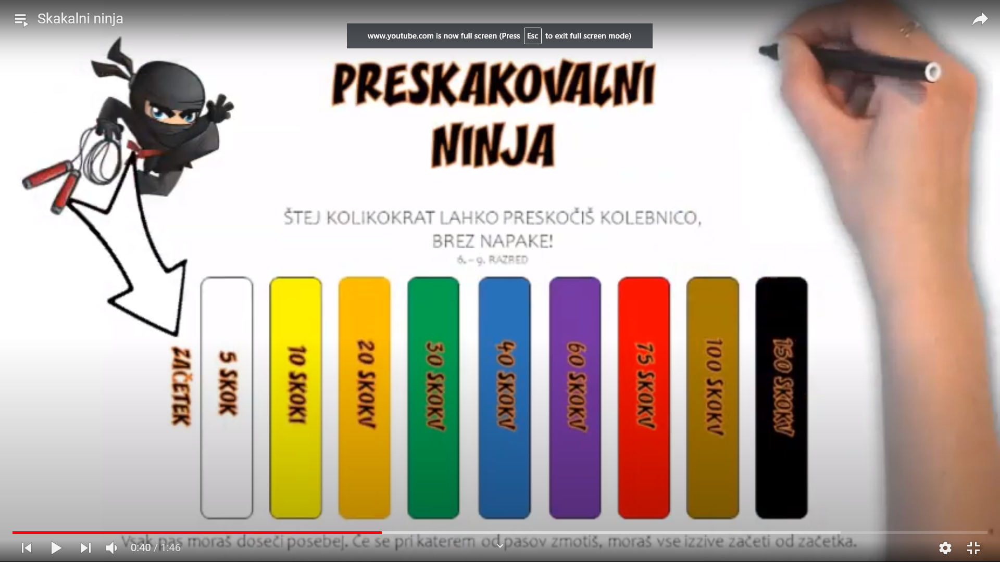 Skakalni ninja
www.youtube.com is now full screen (Press Esc to exit full screen mode)
PRESKAKOVALNI
NINJA
ŠTEJ KOLIKOKRAT LAHKO PRESKOČIŠ KOLEBNICO,
BREZ NAPAKE!
6. – 9. RAZRED
ZAČETEK
5 SKOK
10 SKOKI
20 SKOKV
30 SKOKV
40 SKOKV
60 SKOKV
75 SKOKV
100 SKOKV
150 SKOKV
Vsak pas moraš doseči posebej. Če se pri katerem od pasov zmotiš, moraš vse izzive začeti od začetka.
0:40 / 1:46